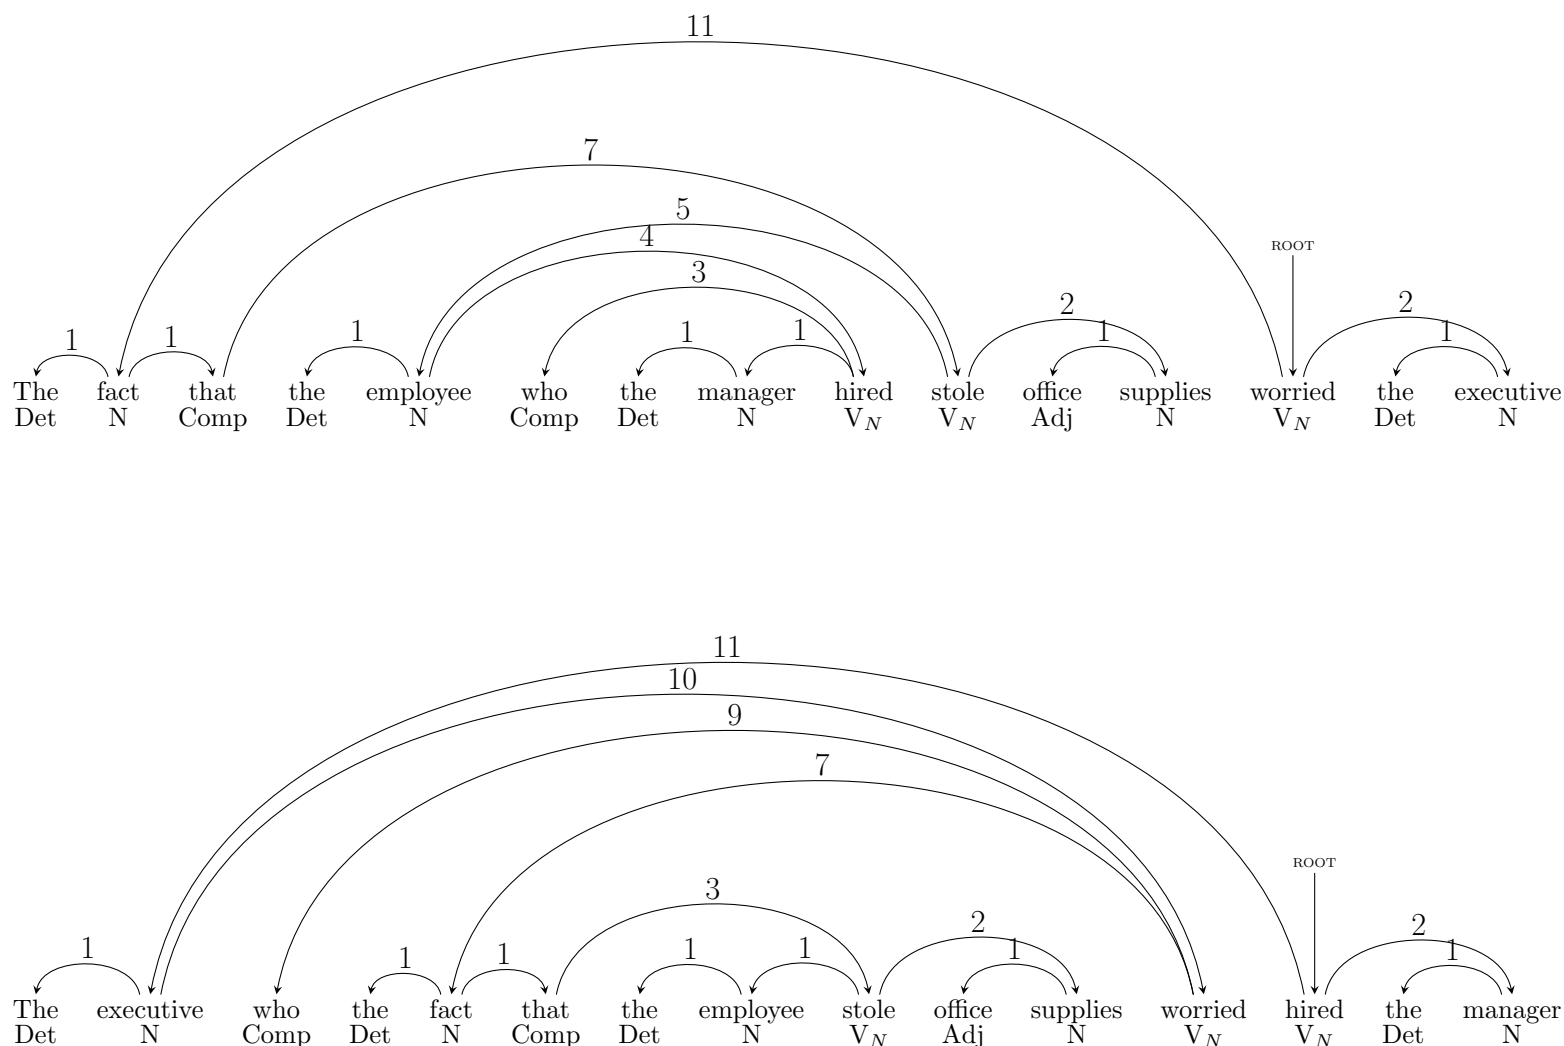 11
7
5
4
3
ROOT
1 1 1 1 1 2 1 2 1
The fact that the employee who the manager hired stole office supplies worried the executive
Det N Comp Det N Comp Det N V_N V_N Adj N V_N Det N
11
10
9
7
ROOT
3
1 1 1 1 1 2 1 2 1
The executive who the fact that the employee stole office supplies worried hired the manager
Det N Comp Det N Comp Det N V_N Adj N V_N V_N Det N